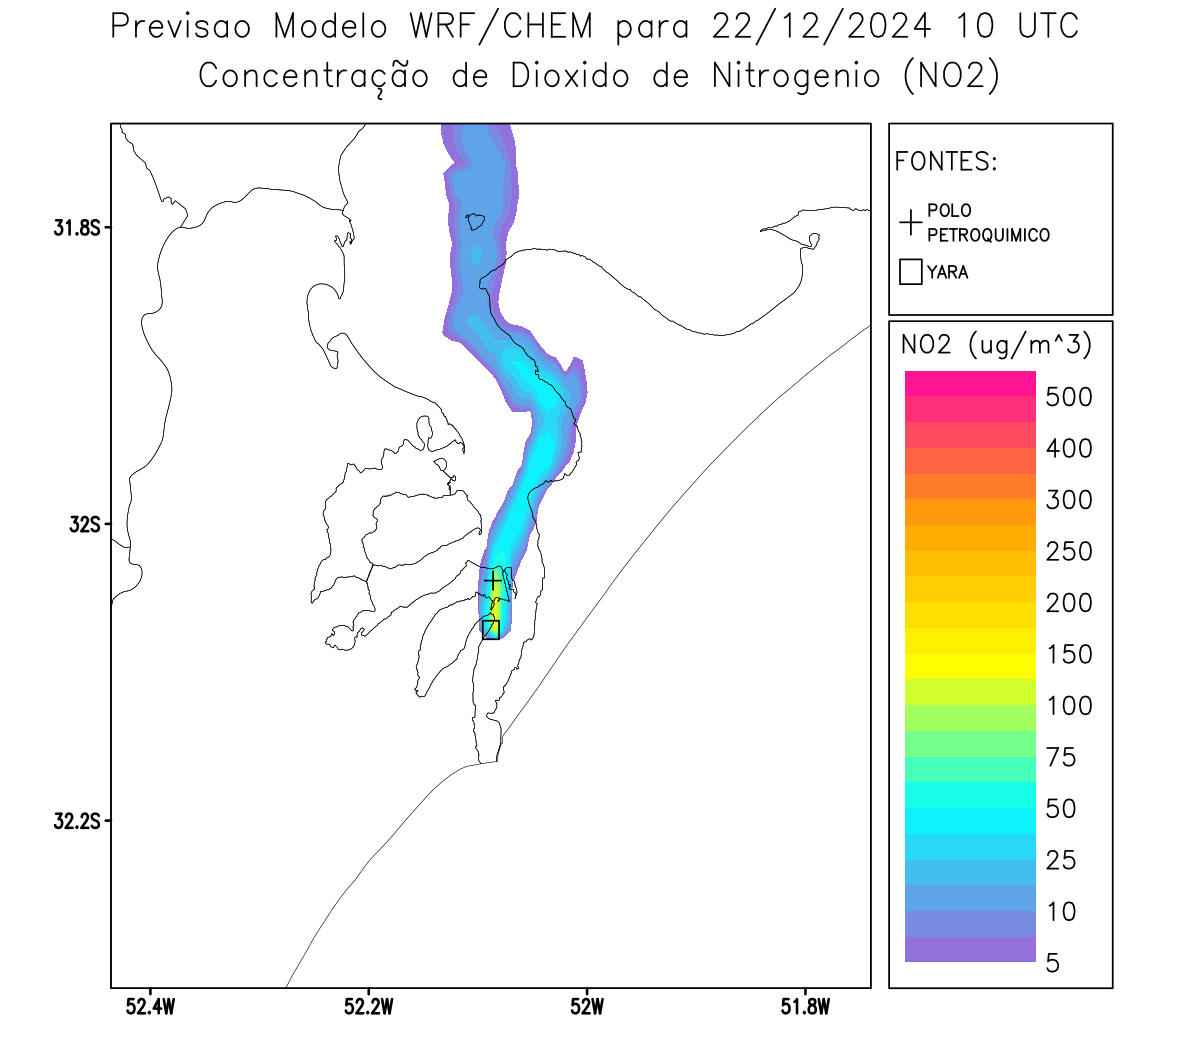 Previsao Modelo WRF/CHEM para 22/12/2024 10 UTC
Concentração de Dioxido de Nitrogenio (NO2)
FONTES:
POLO
PETROQUIMICO
YARA
NO2 (ug/m^3)
500
400
300
250
200
150
100
75
50
25
10
5
31.8S
32S
32.2S
52.4W
52.2W
52W
51.8W